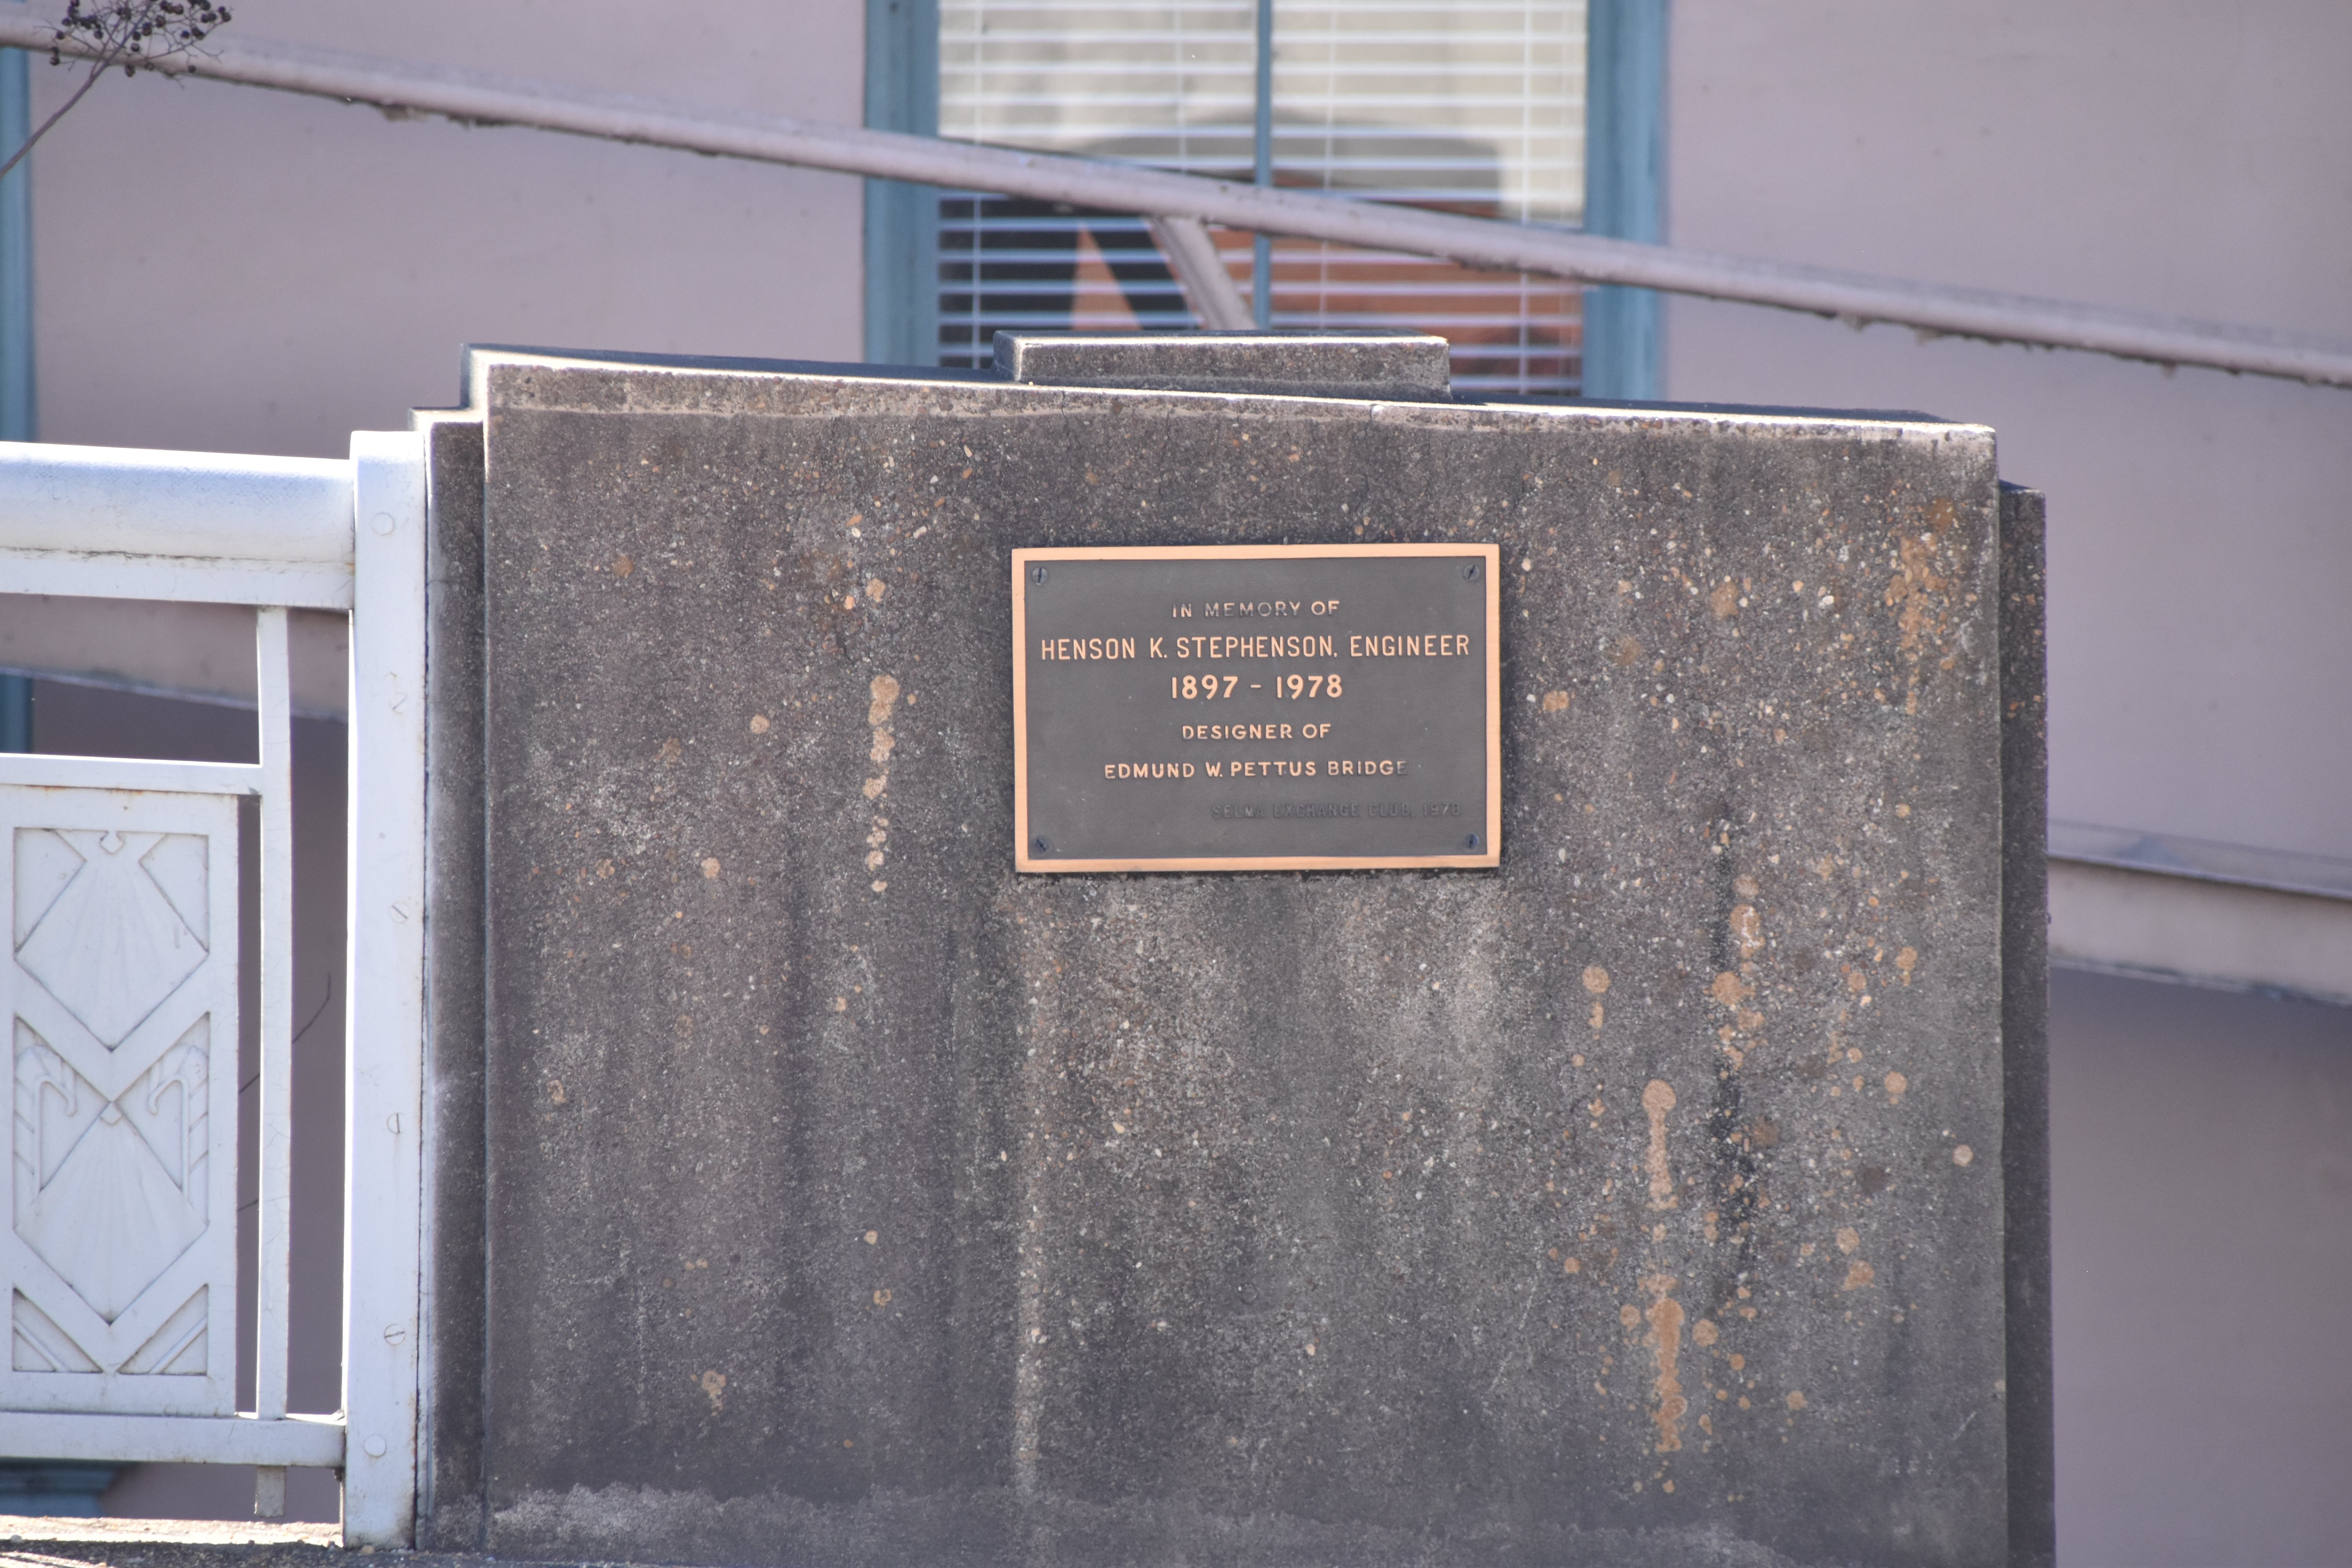 IN MEMORY OF
HENSON K. STEPHENSON, ENGINEER
1897 - 1978
DESIGNER OF
EDMUND W. PETTUS BRIDGE
SELMA EXCHANGE CLUB, 1978